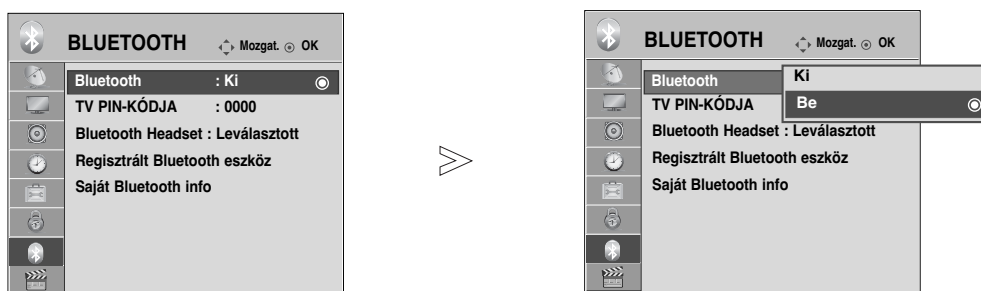 BLUETOOTH Mozgat. OK
Bluetooth : Ki
TV PIN-KÓDJA : 0000
Bluetooth Headset : Leválasztott
Regisztrált Bluetooth eszköz
Saját Bluetooth info
BLUETOOTH Mozgat. OK
Bluetooth
Ki
TV PIN-KÓDJA
Be
Bluetooth Headset : Leválasztott
Regisztrált Bluetooth eszköz
Saját Bluetooth info